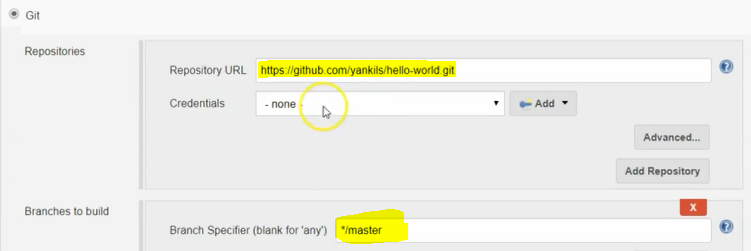 Git
Repositories
Repository URL https://github.com/yankils/hello-world.git
Credentials - none - Add
Advanced...
Add Repository
X
Branches to build
Branch Specifier (blank for 'any') */master